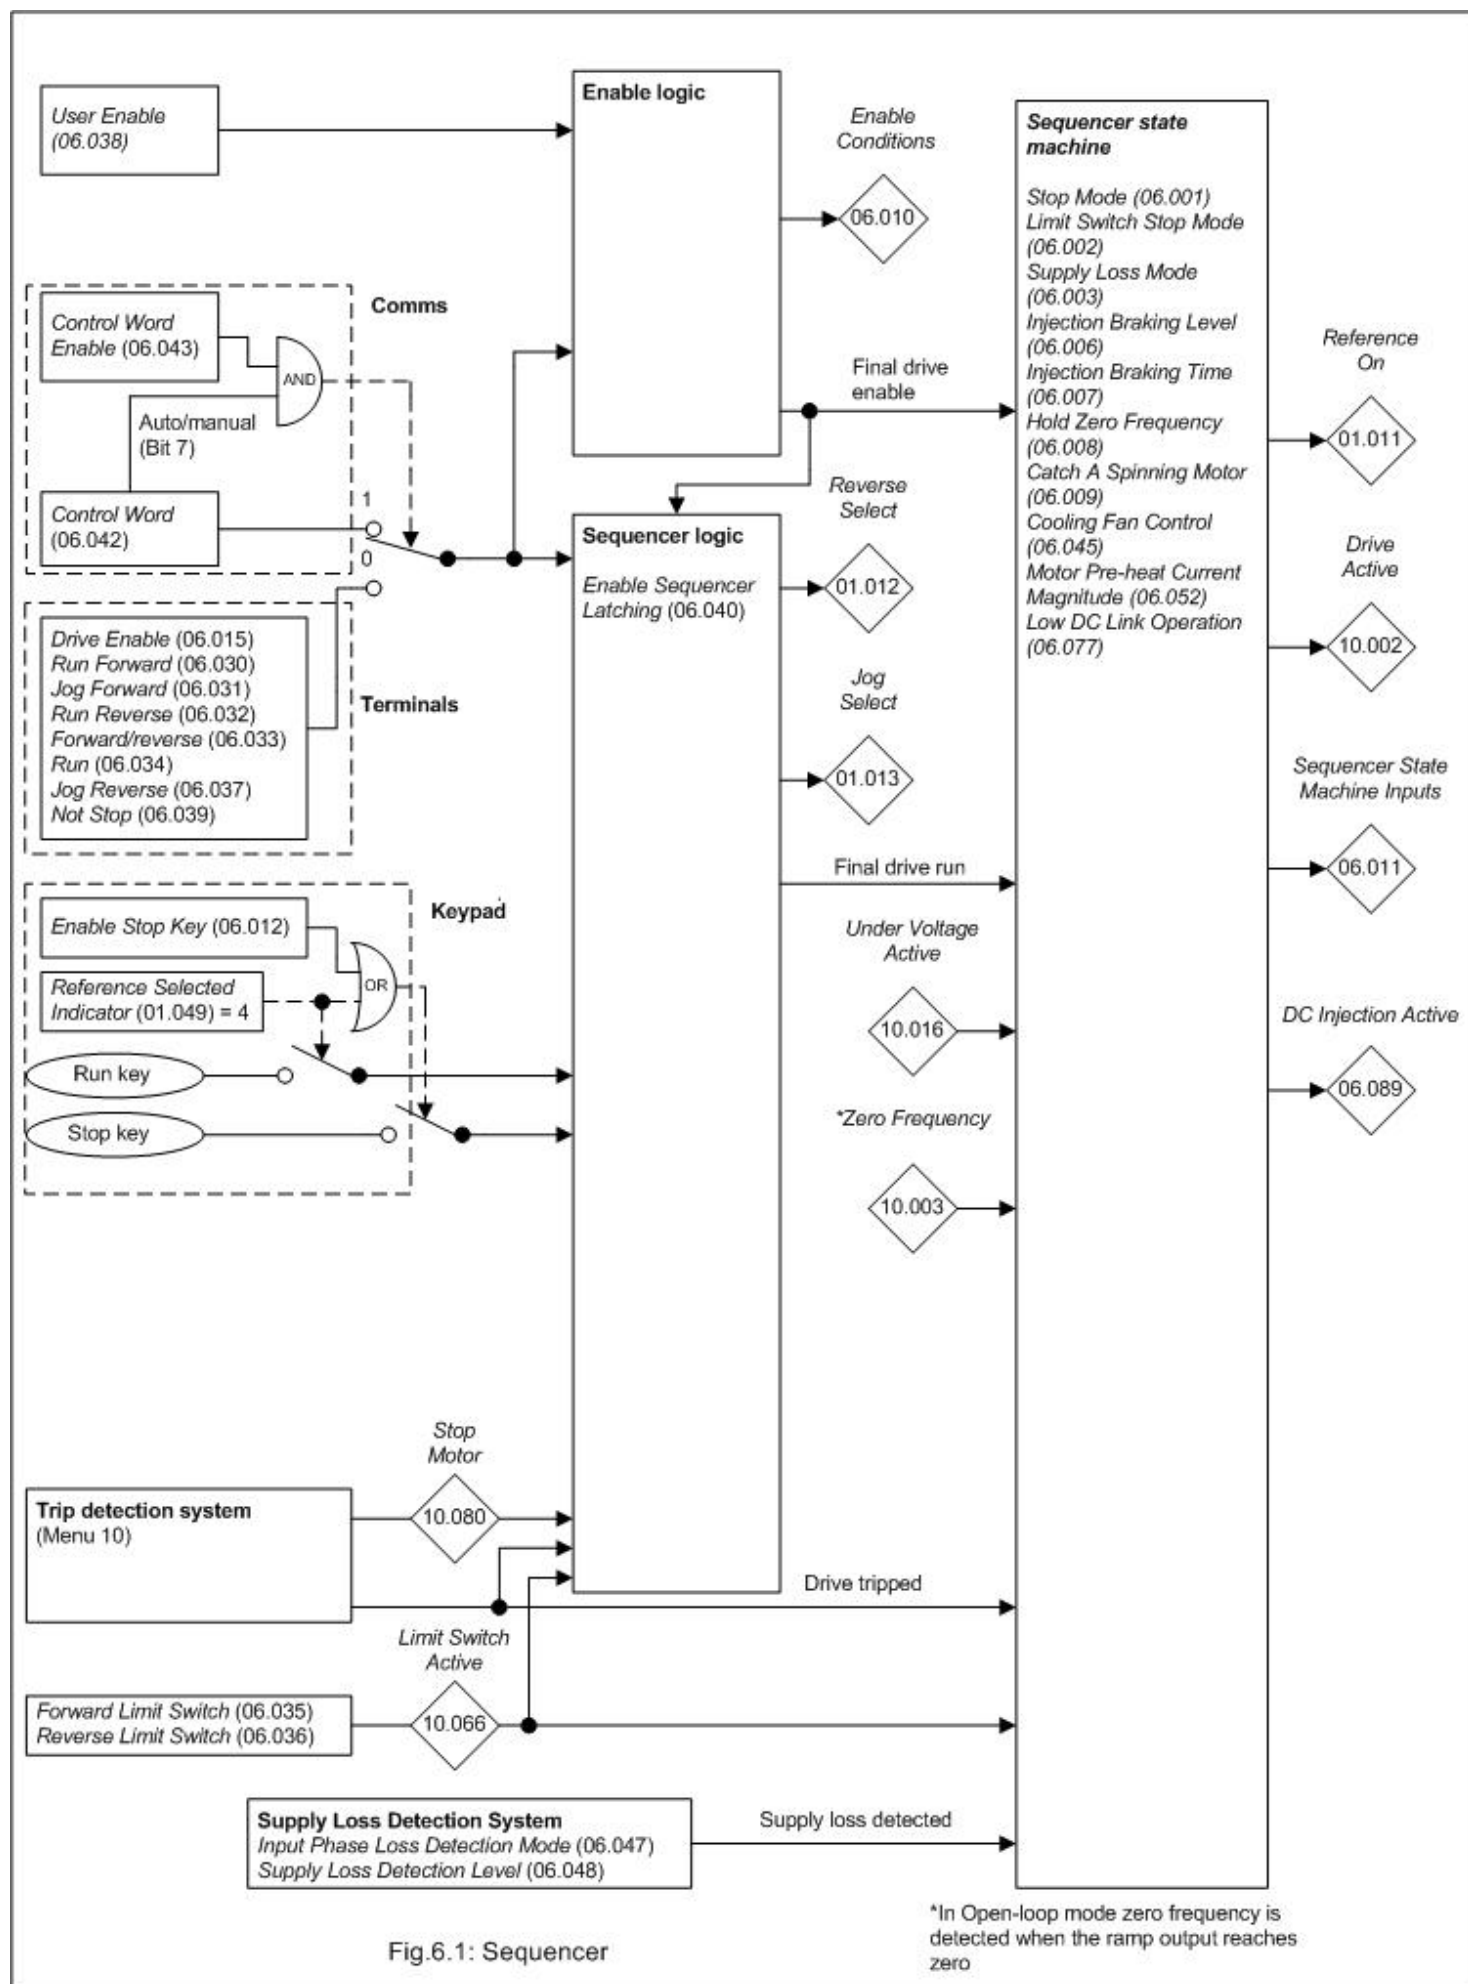 User Enable
(06.038)
Enable logic
Enable
Conditions
06.010
Sequencer state
machine
Stop Mode (06.001)
Limit Switch Stop Mode
(06.002)
Supply Loss Mode
(06.003)
Injection Braking Level
(06.006)
Injection Braking Time
(06.007)
Hold Zero Frequency
(06.008)
Catch A Spinning Motor
(06.009)
Cooling Fan Control
(06.045)
Motor Pre-heat Current
Magnitude (06.052)
Low DC Link Operation
(06.077)
Reference
On
01.011
Drive
Active
10.002
Sequencer State
Machine Inputs
06.011
DC Injection Active
06.089
Comms
Control Word
Enable (06.043)
AND
Auto/manual
(Bit 7)
Control Word
(06.042)
1
0
Final drive
enable
Reverse
Select
01.012
Sequencer logic
Enable Sequencer
Latching (06.040)
Jog
Select
01.013
Drive Enable (06.015)
Run Forward (06.030)
Jog Forward (06.031)
Run Reverse (06.032)
Forward/reverse (06.033)
Run (06.034)
Jog Reverse (06.037)
Not Stop (06.039)
Terminals
Final drive run
Keypad
Enable Stop Key (06.012)
Reference Selected
Indicator (01.049) = 4
OR
Run key
Stop key
Under Voltage
Active
10.016
*Zero Frequency
10.003
Stop
Motor
10.080
Trip detection system
(Menu 10)
Drive tripped
Limit Switch
Active
10.066
Forward Limit Switch (06.035)
Reverse Limit Switch (06.036)
Supply Loss Detection System
Input Phase Loss Detection Mode (06.047)
Supply Loss Detection Level (06.048)
Supply loss detected
*In Open-loop mode zero frequency is
detected when the ramp output reaches
zero
Fig.6.1: Sequencer